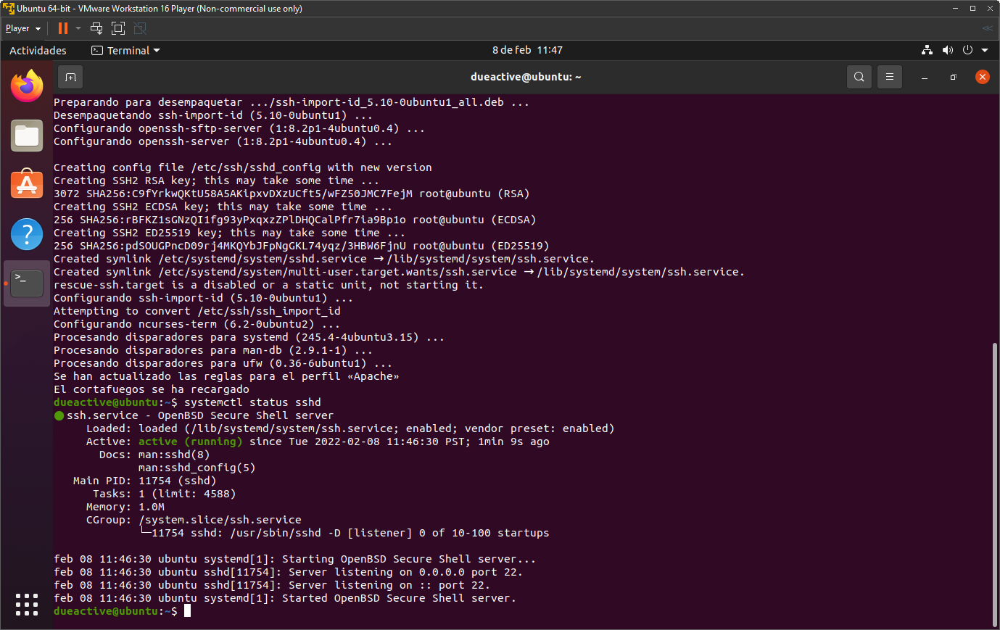 Ubuntu 64-bit - VMware Workstation 16 Player (Non-commercial use only)
Player
Actividades
Terminal
8 de feb 11:47
dueactive@ubuntu: ~
Preparando para desempaquetar .../ssh-import-id_5.10-0ubuntu1_all.deb ...
Desempaquetando ssh-import-id (5.10-0ubuntu1) ...
Configurando openssh-sftp-server (1:8.2p1-4ubuntu0.4) ...
Configurando openssh-server (1:8.2p1-4ubuntu0.4) ...
Creating config file /etc/ssh/sshd_config with new version
Creating SSH2 RSA key; this may take some time ...
3072 SHA256:C9fYrkwQKtU58A5AKipxvDXzUCft5/wFZ50JMC7FejM root@ubuntu (RSA)
Creating SSH2 ECDSA key; this may take some time ...
256 SHA256:rBFKZ1sGNzQI1fg93yPxqxzZPlDHQCalPfr7ia9Bp1o root@ubuntu (ECDSA)
Creating SSH2 ED25519 key; this may take some time ...
256 SHA256:pdSOUGPncD09rj4MKQYbJFpNgGKL74yqz/3HBW6FjnU root@ubuntu (ED25519)
Created symlink /etc/systemd/system/sshd.service → /lib/systemd/system/ssh.service.
Created symlink /etc/systemd/system/multi-user.target.wants/ssh.service → /lib/systemd/system/ssh.service.
rescue-ssh.target is a disabled or a static unit, not starting it.
Configurando ssh-import-id (5.10-0ubuntu1) ...
Attempting to convert /etc/ssh/ssh_import_id
Configurando ncurses-term (6.2-0ubuntu2) ...
Procesando disparadores para systemd (245.4-4ubuntu3.15) ...
Procesando disparadores para man-db (2.9.1-1) ...
Procesando disparadores para ufw (0.36-6ubuntu1) ...
Se han actualizado las reglas para el perfil «Apache»
El cortafuegos se ha recargado
dueactive@ubuntu:~$ systemctl status sshd
● ssh.service - OpenBSD Secure Shell server
Loaded: loaded (/lib/systemd/system/ssh.service; enabled; vendor preset: enabled)
Active: active (running) since Tue 2022-02-08 11:46:30 PST; 1min 9s ago
Docs: man:sshd(8)
man:sshd_config(5)
Main PID: 11754 (sshd)
Tasks: 1 (limit: 4588)
Memory: 1.0M
CGroup: /system.slice/ssh.service
└─11754 sshd: /usr/sbin/sshd -D [listener] 0 of 10-100 startups
feb 08 11:46:30 ubuntu systemd[1]: Starting OpenBSD Secure Shell server...
feb 08 11:46:30 ubuntu sshd[11754]: Server listening on 0.0.0.0 port 22.
feb 08 11:46:30 ubuntu sshd[11754]: Server listening on :: port 22.
feb 08 11:46:30 ubuntu systemd[1]: Started OpenBSD Secure Shell server.
dueactive@ubuntu:~$